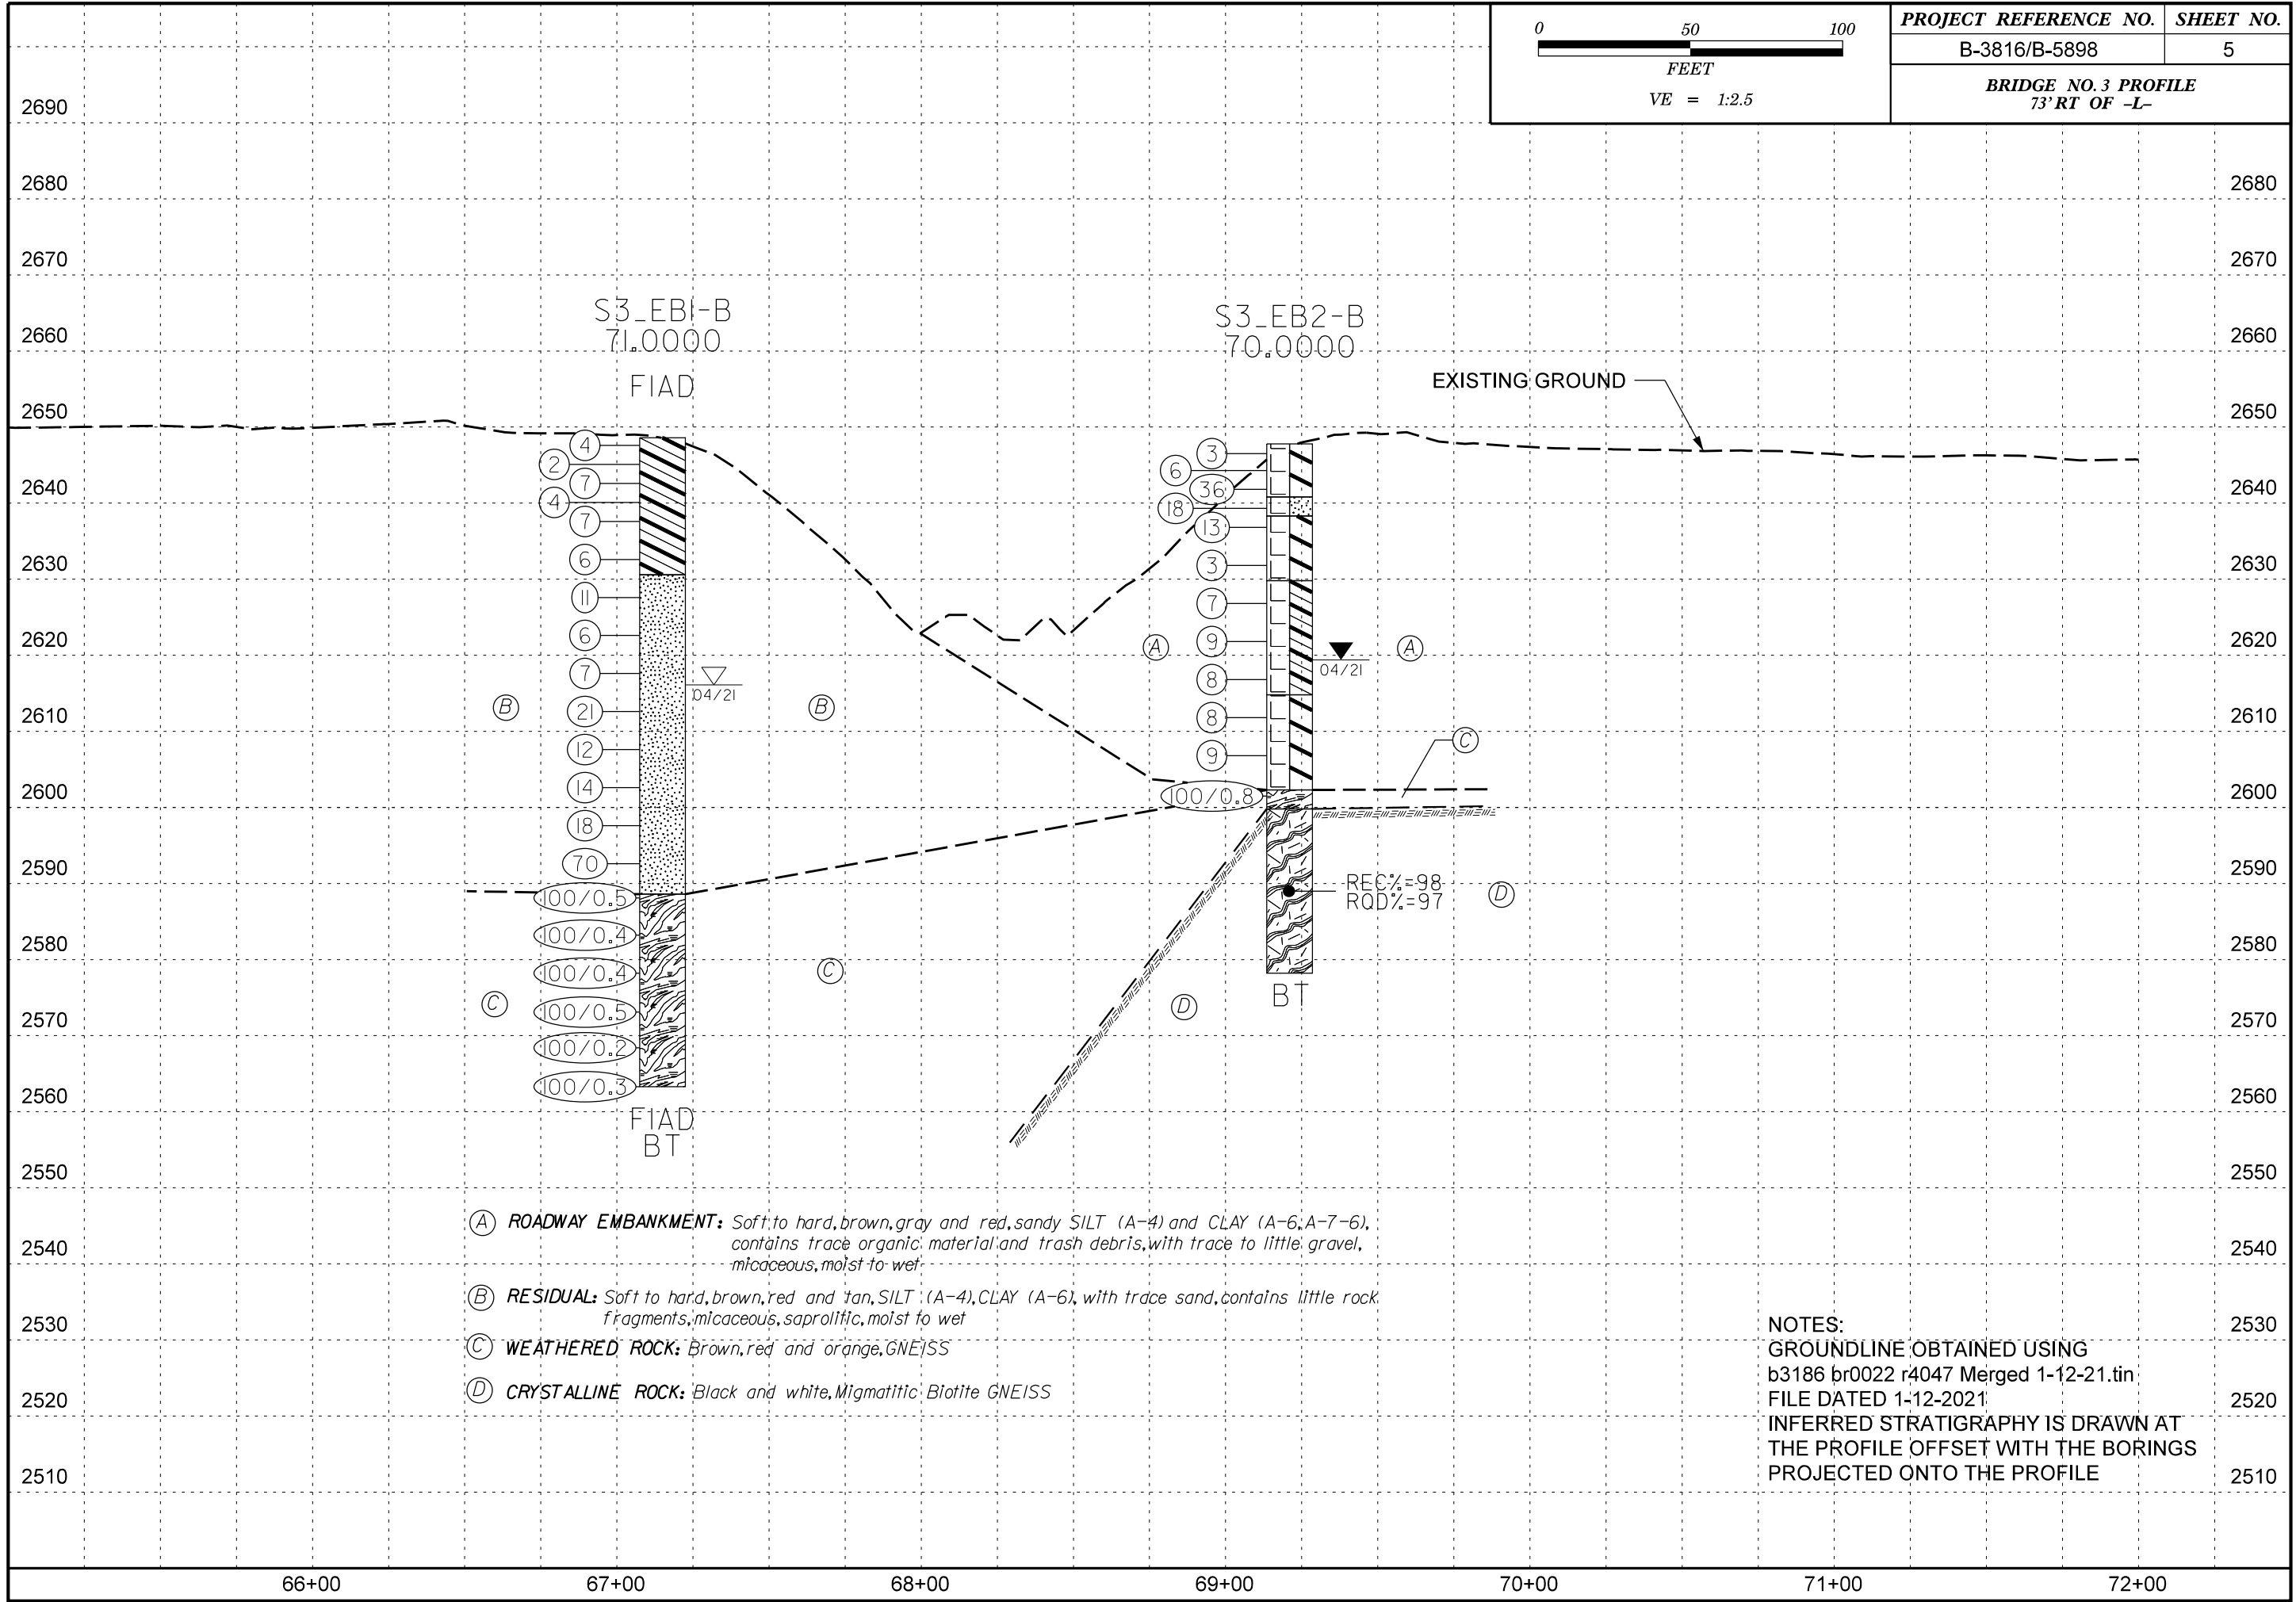 0 50 100
FEET
VE = 1:2.5
PROJECT REFERENCE NO. SHEET NO.
B-3816/B-5898 5
BRIDGE NO. 3 PROFILE
73' RT OF -L-
2690
2680 2680
2670 2670
2660 2660
2650 2650
2640 2640
2630 2630
2620 2620
2610 2610
2600 2600
2590 2590
2580 2580
2570 2570
2560 2560
2550 2550
2540 2540
2530 2530
2520 2520
2510 2510
S3_EB1-B
71.0000
FIAD
4
2
7
4
7
6
11
6
7
21
12
14
18
70
100/0.5
100/0.4
100/0.4
100/0.5
100/0.2
100/0.3
04/21
FIAD
BT
B
B
C
C
S3_EB2-B
70.0000
3
6
36
18
13
3
7
9
8
8
9
100/0.8
04/21
A
A
C
REC%=98
RQD%=97
D
D
BT
EXISTING GROUND
A ROADWAY EMBANKMENT: Soft to hard, brown, gray and red, sandy SILT (A-4) and CLAY (A-6, A-7-6),
contains trace organic material and trash debris, with trace to little gravel,
micaceous, moist to wet
B RESIDUAL: Soft to hard, brown, red and tan, SILT (A-4), CLAY (A-6), with trace sand, contains little rock
fragments, micaceous, saprolitic, moist to wet
C WEATHERED ROCK: Brown, red and orange, GNEISS
D CRYSTALLINE ROCK: Black and white, Migmatitic Biotite GNEISS
NOTES:
GROUNDLINE OBTAINED USING
b3186 br0022 r4047 Merged 1-12-21.tin
FILE DATED 1-12-2021
INFERRED STRATIGRAPHY IS DRAWN AT
THE PROFILE OFFSET WITH THE BORINGS
PROJECTED ONTO THE PROFILE
66+00 67+00 68+00 69+00 70+00 71+00 72+00